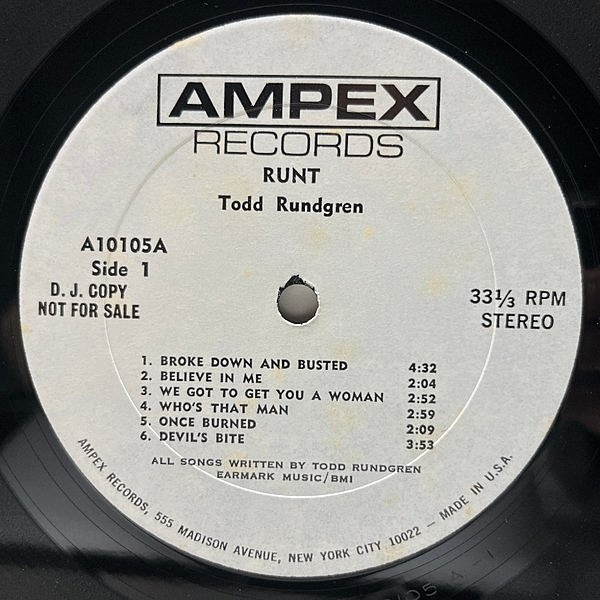 AMPEX
RECORDS
RUNT
Todd Rundgren
A10105A
Side 1
D.J. COPY
NOT FOR SALE
33⅓ RPM
STEREO
1. BROKE DOWN AND BUSTED 4:32
2. BELIEVE IN ME 2:04
3. WE GOT TO GET YOU A WOMAN 2:52
4. WHO'S THAT MAN 2:59
5. ONCE BURNED 2:09
6. DEVIL'S BITE 3:53
ALL SONGS WRITTEN BY TODD RUNDGREN
EARMARK MUSIC/BMI
AMPEX RECORDS, 555 MADISON AVENUE, NEW YORK CITY 10022 — MADE IN U.S.A.